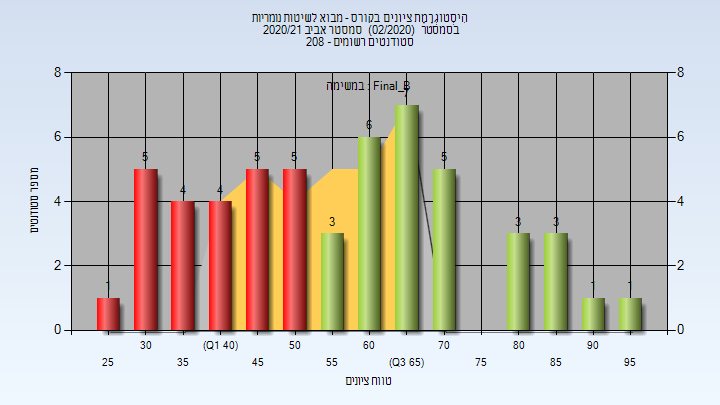 היסטוגרמת ציונים בקורס - מבוא לשיטות נומריות
בסמסטר (02/2020) סמסטר אביב 2020/21
סטודנטים רשומים - 208
במשימה : Final_B
מספר סטודנטים
8 8
6 6
4 4
2 2
0 0
1 5 4 4 5 5 3 6 7 5 3 3 1 1
30 (Q1 40) 50 60 70 80 90
25 35 45 55 (Q3 65) 75 85 95
טווח ציונים